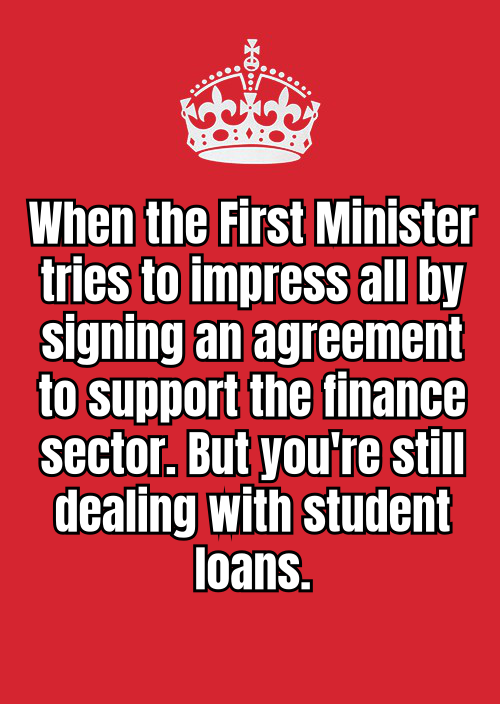 When the First Minister
tries to impress all by
signing an agreement
to support the finance
sector. But you're still
dealing with student
loans.